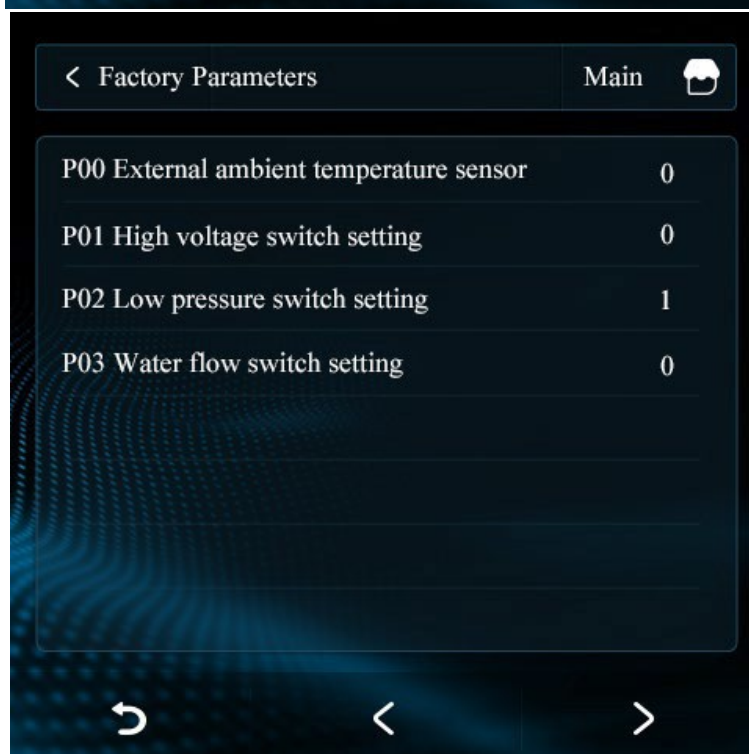 Factory Parameters Main
P00 External ambient temperature sensor 0
P01 High voltage switch setting 0
P02 Low pressure switch setting 1
P03 Water flow switch setting 0